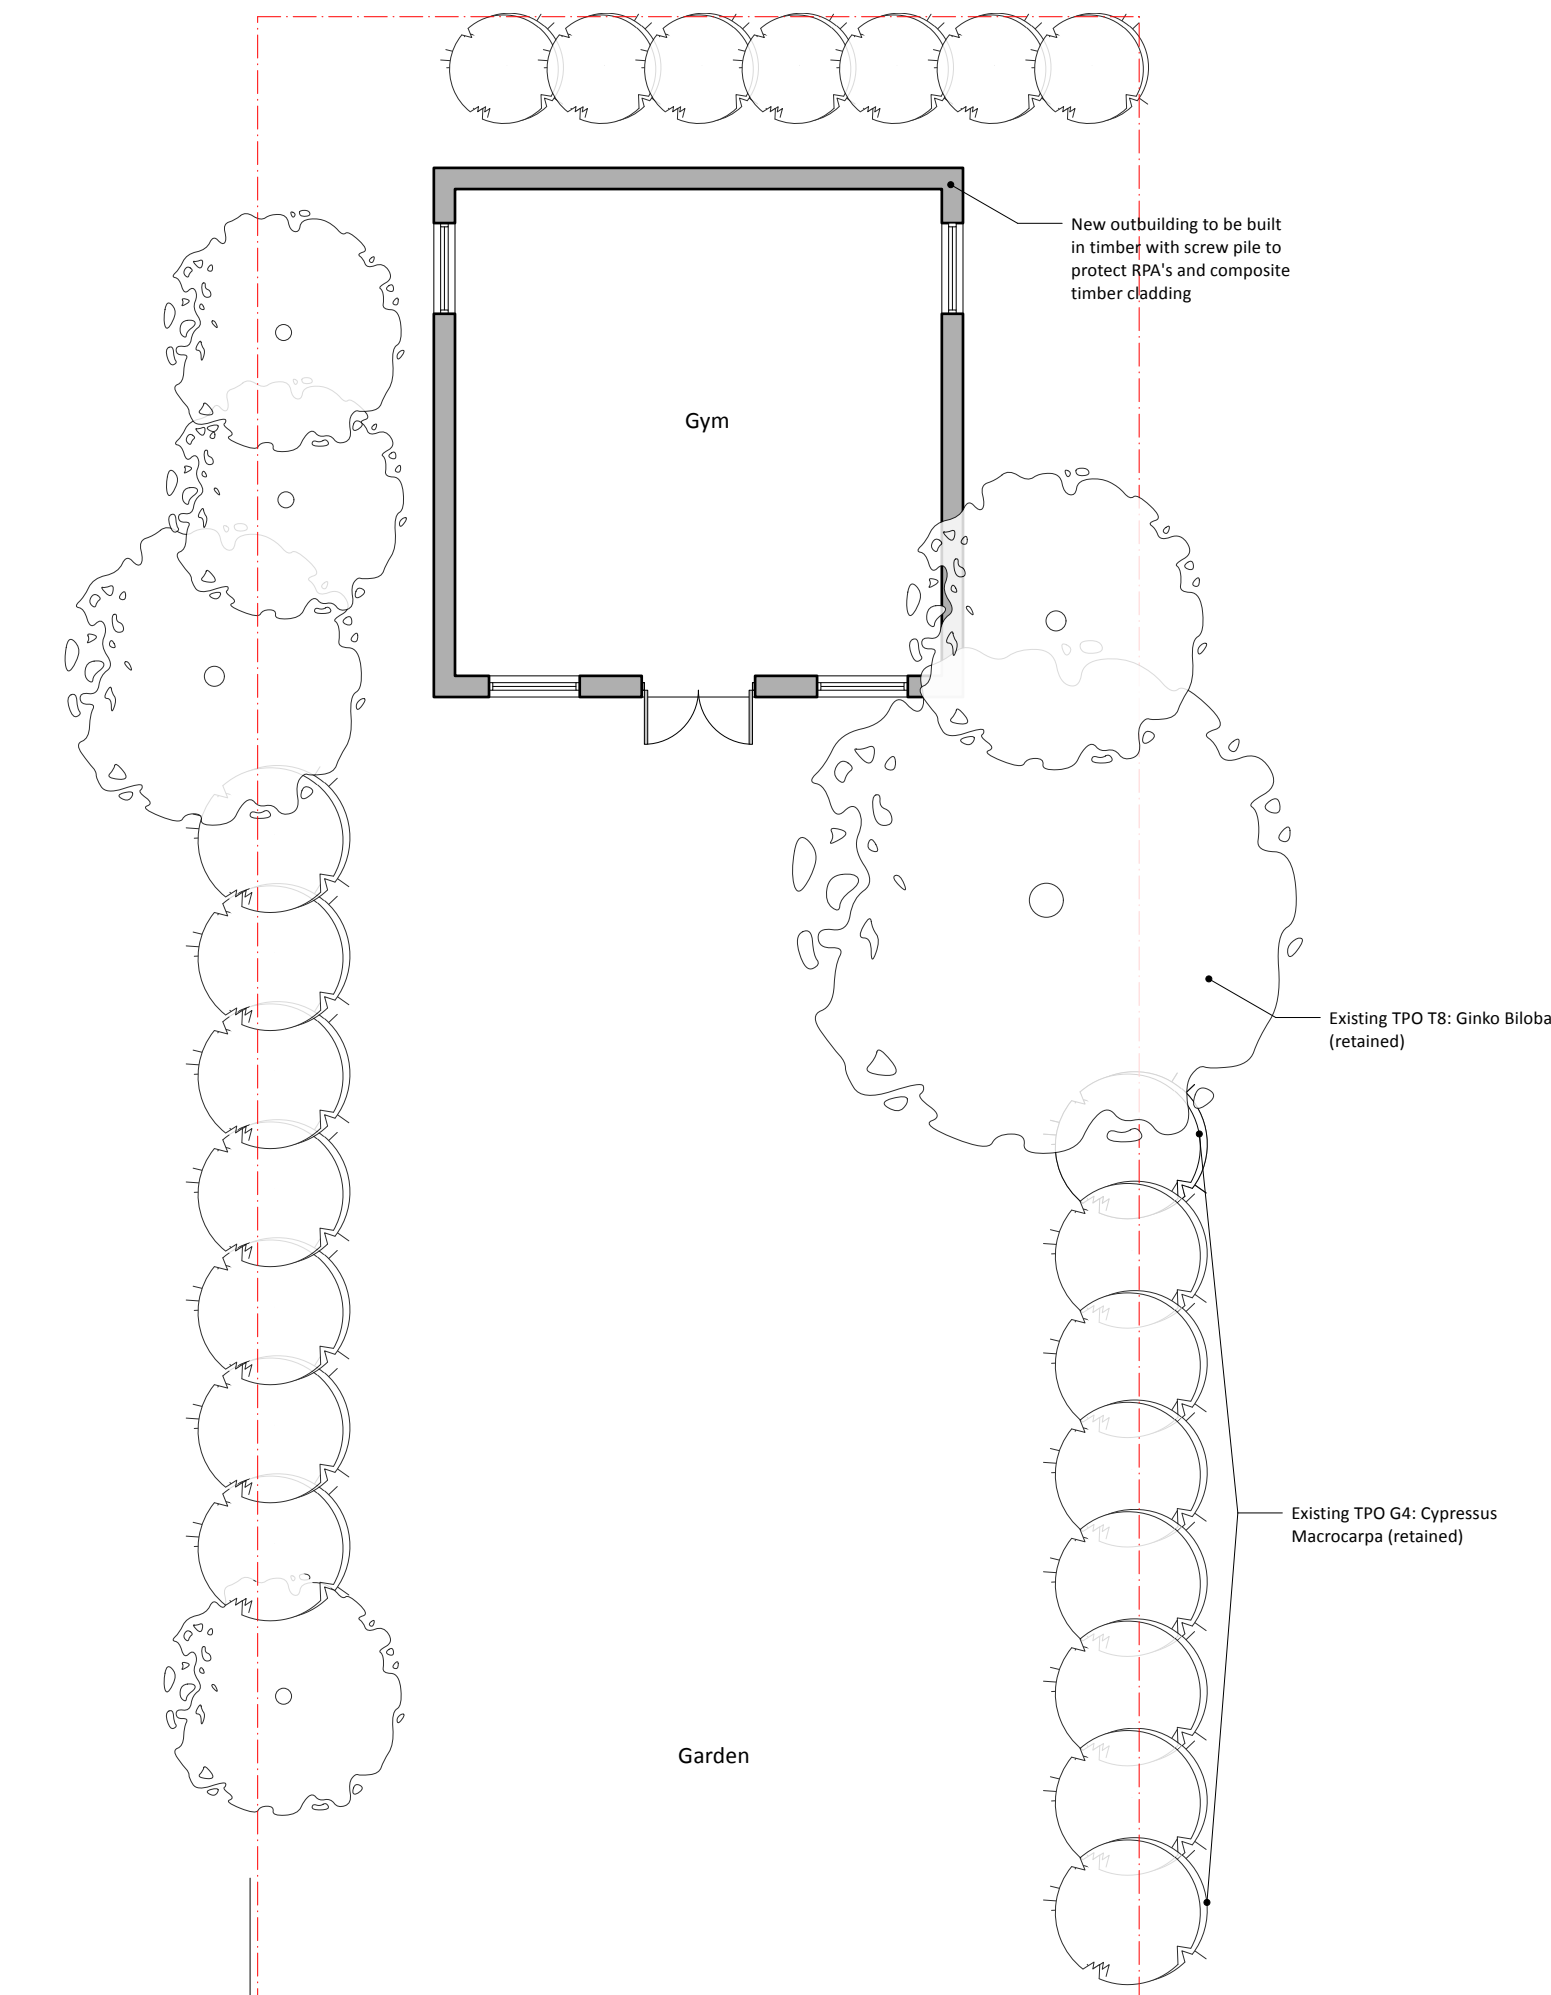 New outbuilding to be built
in timber with screw pile to
protect RPA's and composite
timber cladding
Gym
Existing TPO T8: Ginko Biloba
(retained)
Existing TPO G4: Cypressus
Macrocarpa (retained)
Garden